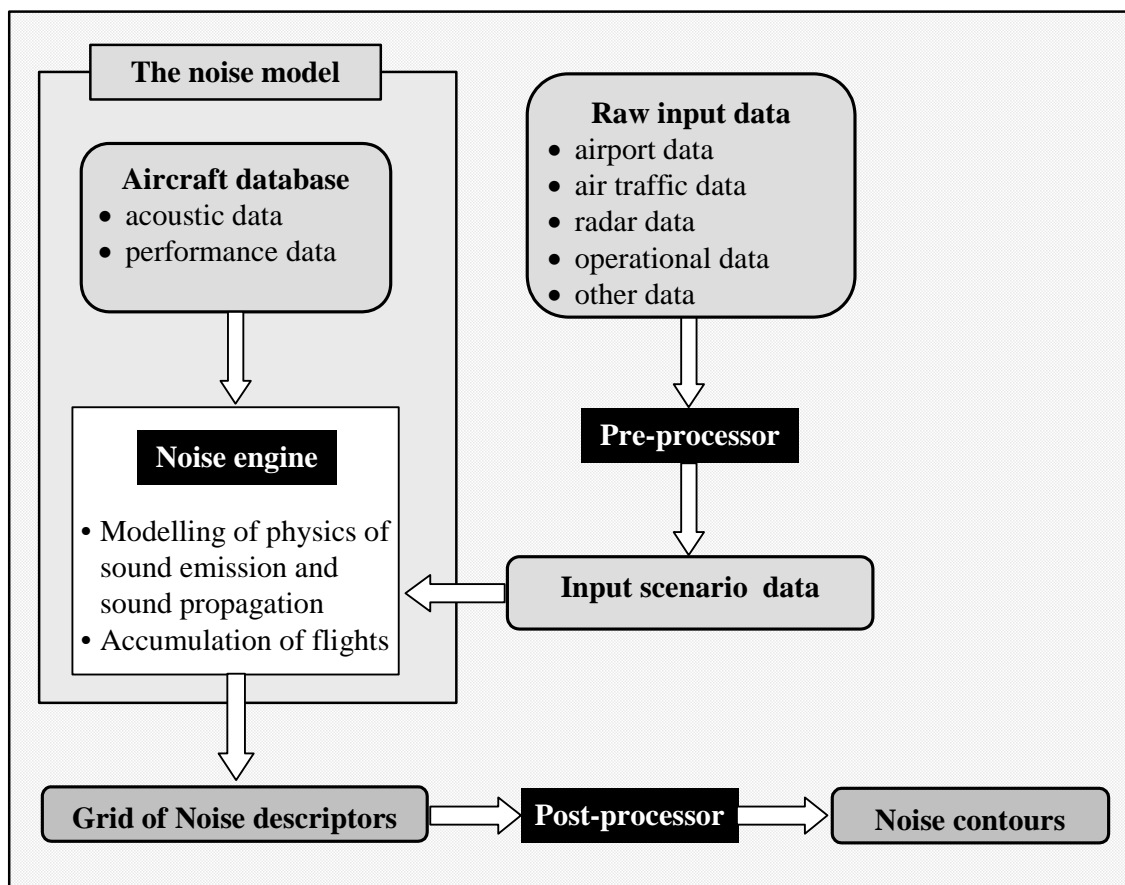 The noise model
Aircraft database
• acoustic data
• performance data
Noise engine
• Modelling of physics of
sound emission and
sound propagation
• Accumulation of flights
Raw input data
• airport data
• air traffic data
• radar data
• operational data
• other data
Pre-processor
Input scenario data
Grid of Noise descriptors
Post-processor
Noise contours